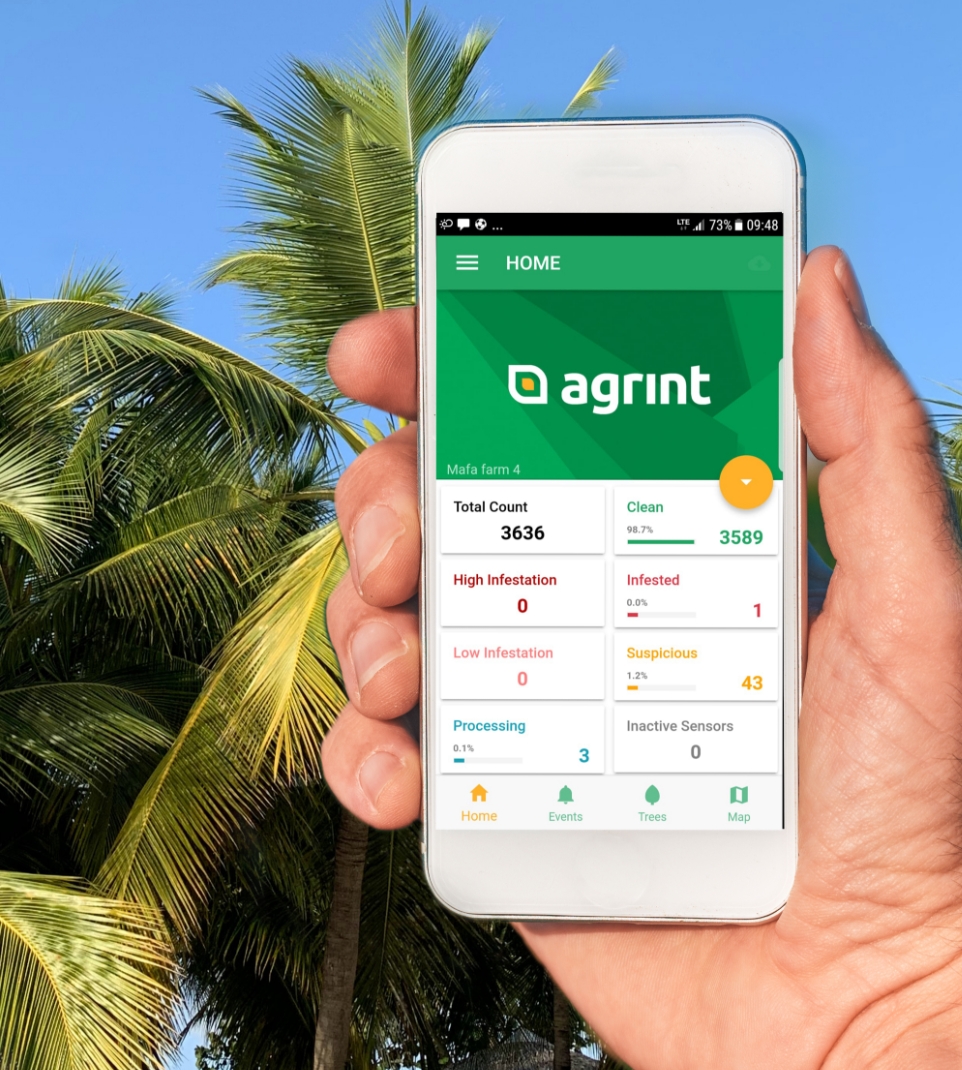 ... LTE 73% 09:48
HOME
agrınt
Mafa farm 4
Total Count
3636
Clean
98.7%
3589
High Infestation
0
Infested
0.0%
1
Low Infestation
0
Suspicious
1.2%
43
Processing
0.1%
3
Inactive Sensors
0
Home Events Trees Map